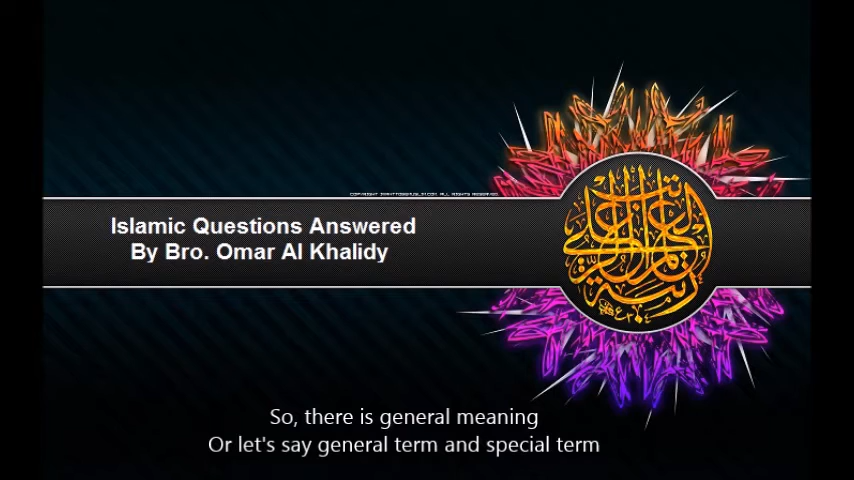 Islamic Questions Answered
By Bro. Omar Al Khalidy
So, there is general meaning
Or let's say general term and special term